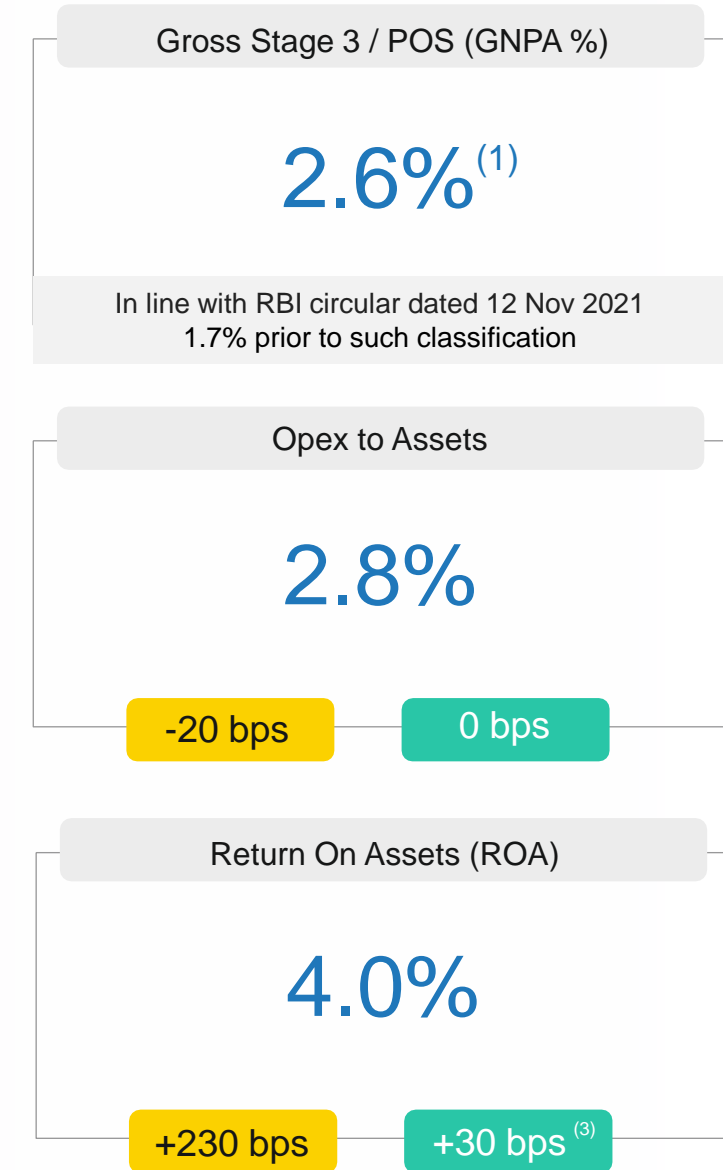 Gross Stage 3 / POS (GNPA %)
2.6% (1)
In line with RBI circular dated 12 Nov 2021
1.7% prior to such classification
Opex to Assets
2.8%
-20 bps
0 bps
Return On Assets (ROA)
4.0%
+230 bps
+30 bps (3)